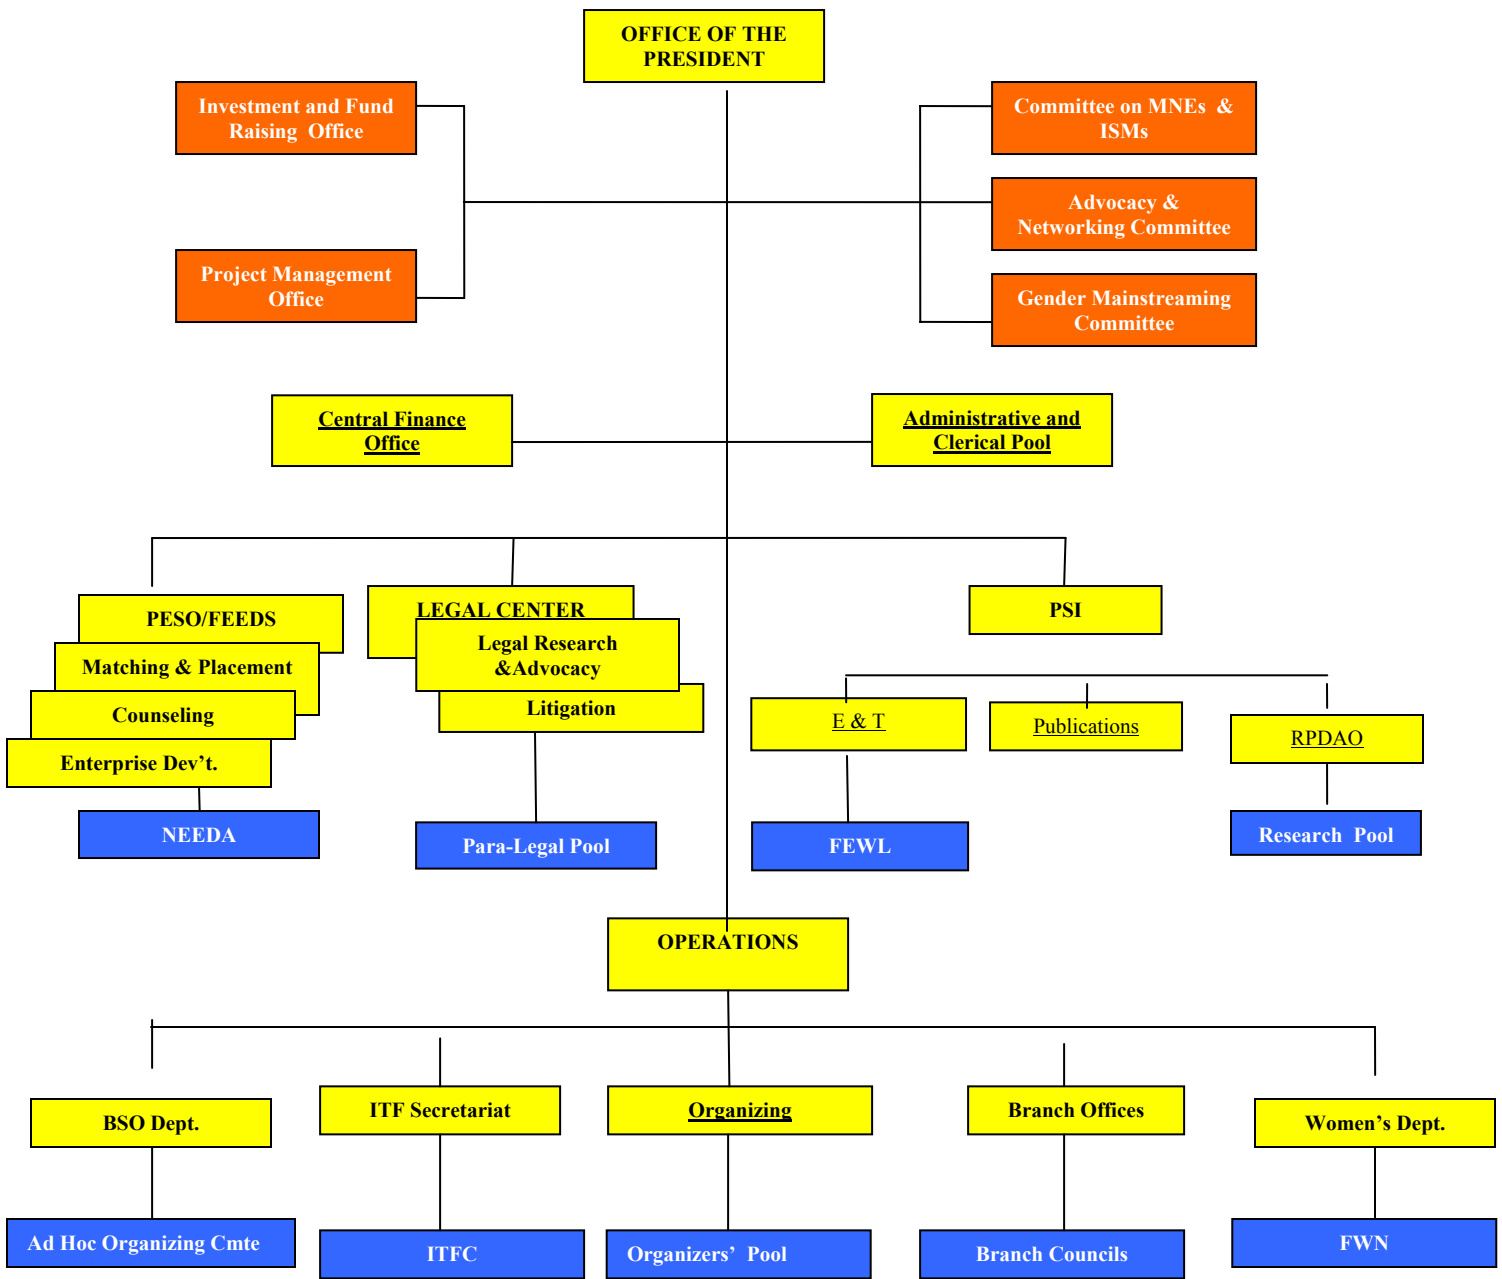 OFFICE OF THE
PRESIDENT
Investment and Fund
Raising Office
Committee on MNEs &
ISMs
Advocacy &
Networking Committee
Project Management
Office
Gender Mainstreaming
Committee
Central Finance
Office
Administrative and
Clerical Pool
PESO/FEEDS
Matching & Placement
Counseling
Enterprise Dev’t.
NEEDA
LEGAL CENTER
Legal Research
&Advocacy
Litigation
Para-Legal Pool
PSI
E & T
Publications
RPDAO
FEWL
Research Pool
OPERATIONS
BSO Dept.
ITF Secretariat
Organizing
Branch Offices
Women’s Dept.
Ad Hoc Organizing Cmte
ITFC
Organizers’ Pool
Branch Councils
FWN